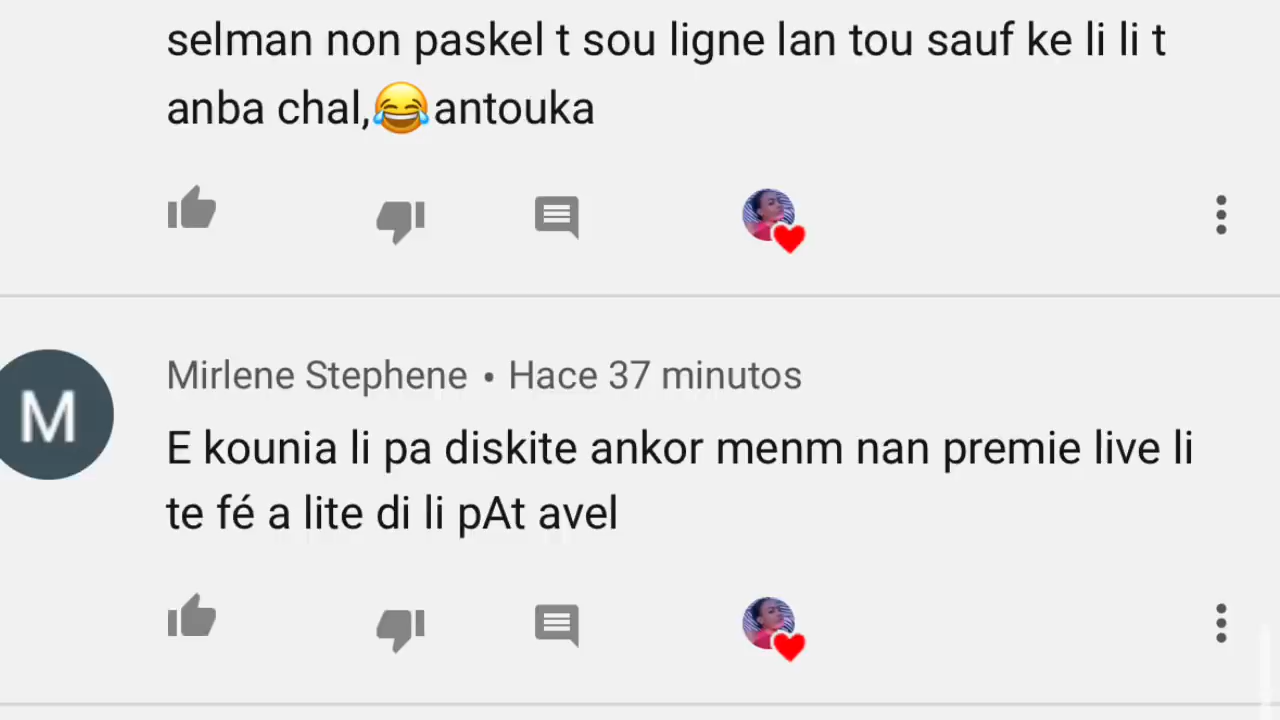 selman non paskel t sou ligne lan tou sauf ke li li t
anba chal,😂antouka
M
Mirlene Stephene • Hace 37 minutos
E kounia li pa diskite ankor menm nan premie live li
te fé a lite di li pAt avel